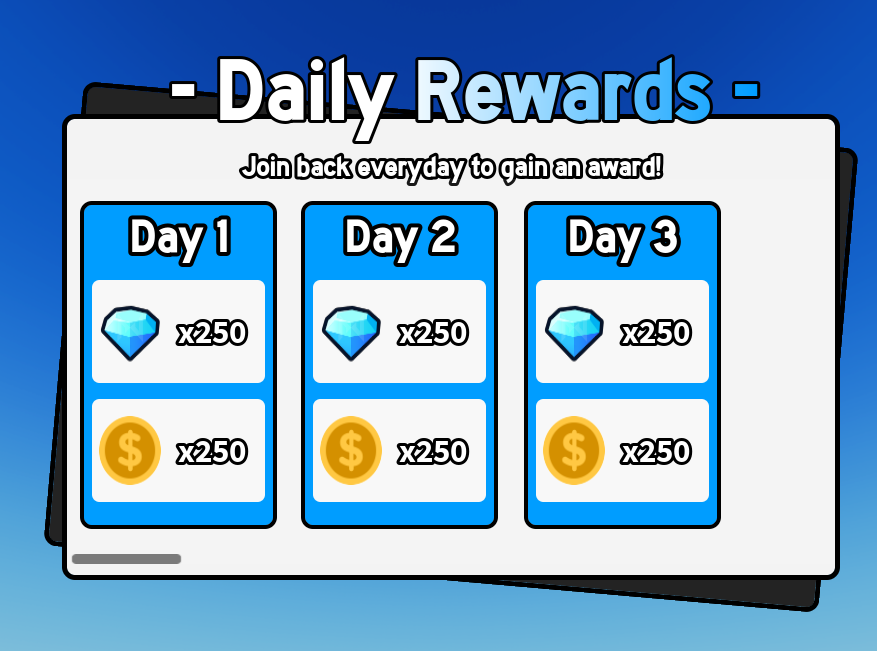 - Daily Rewards -
Join back everyday to gain an award!
Day 1
x250
$ x250
Day 2
x250
$ x250
Day 3
x250
$ x250